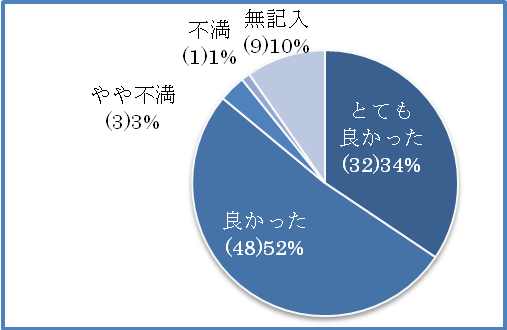 不満
(1)1%
無記入
(9)10%
やや不満
(3)3%
とても
良かった
(32)34%
良かった
(48)52%